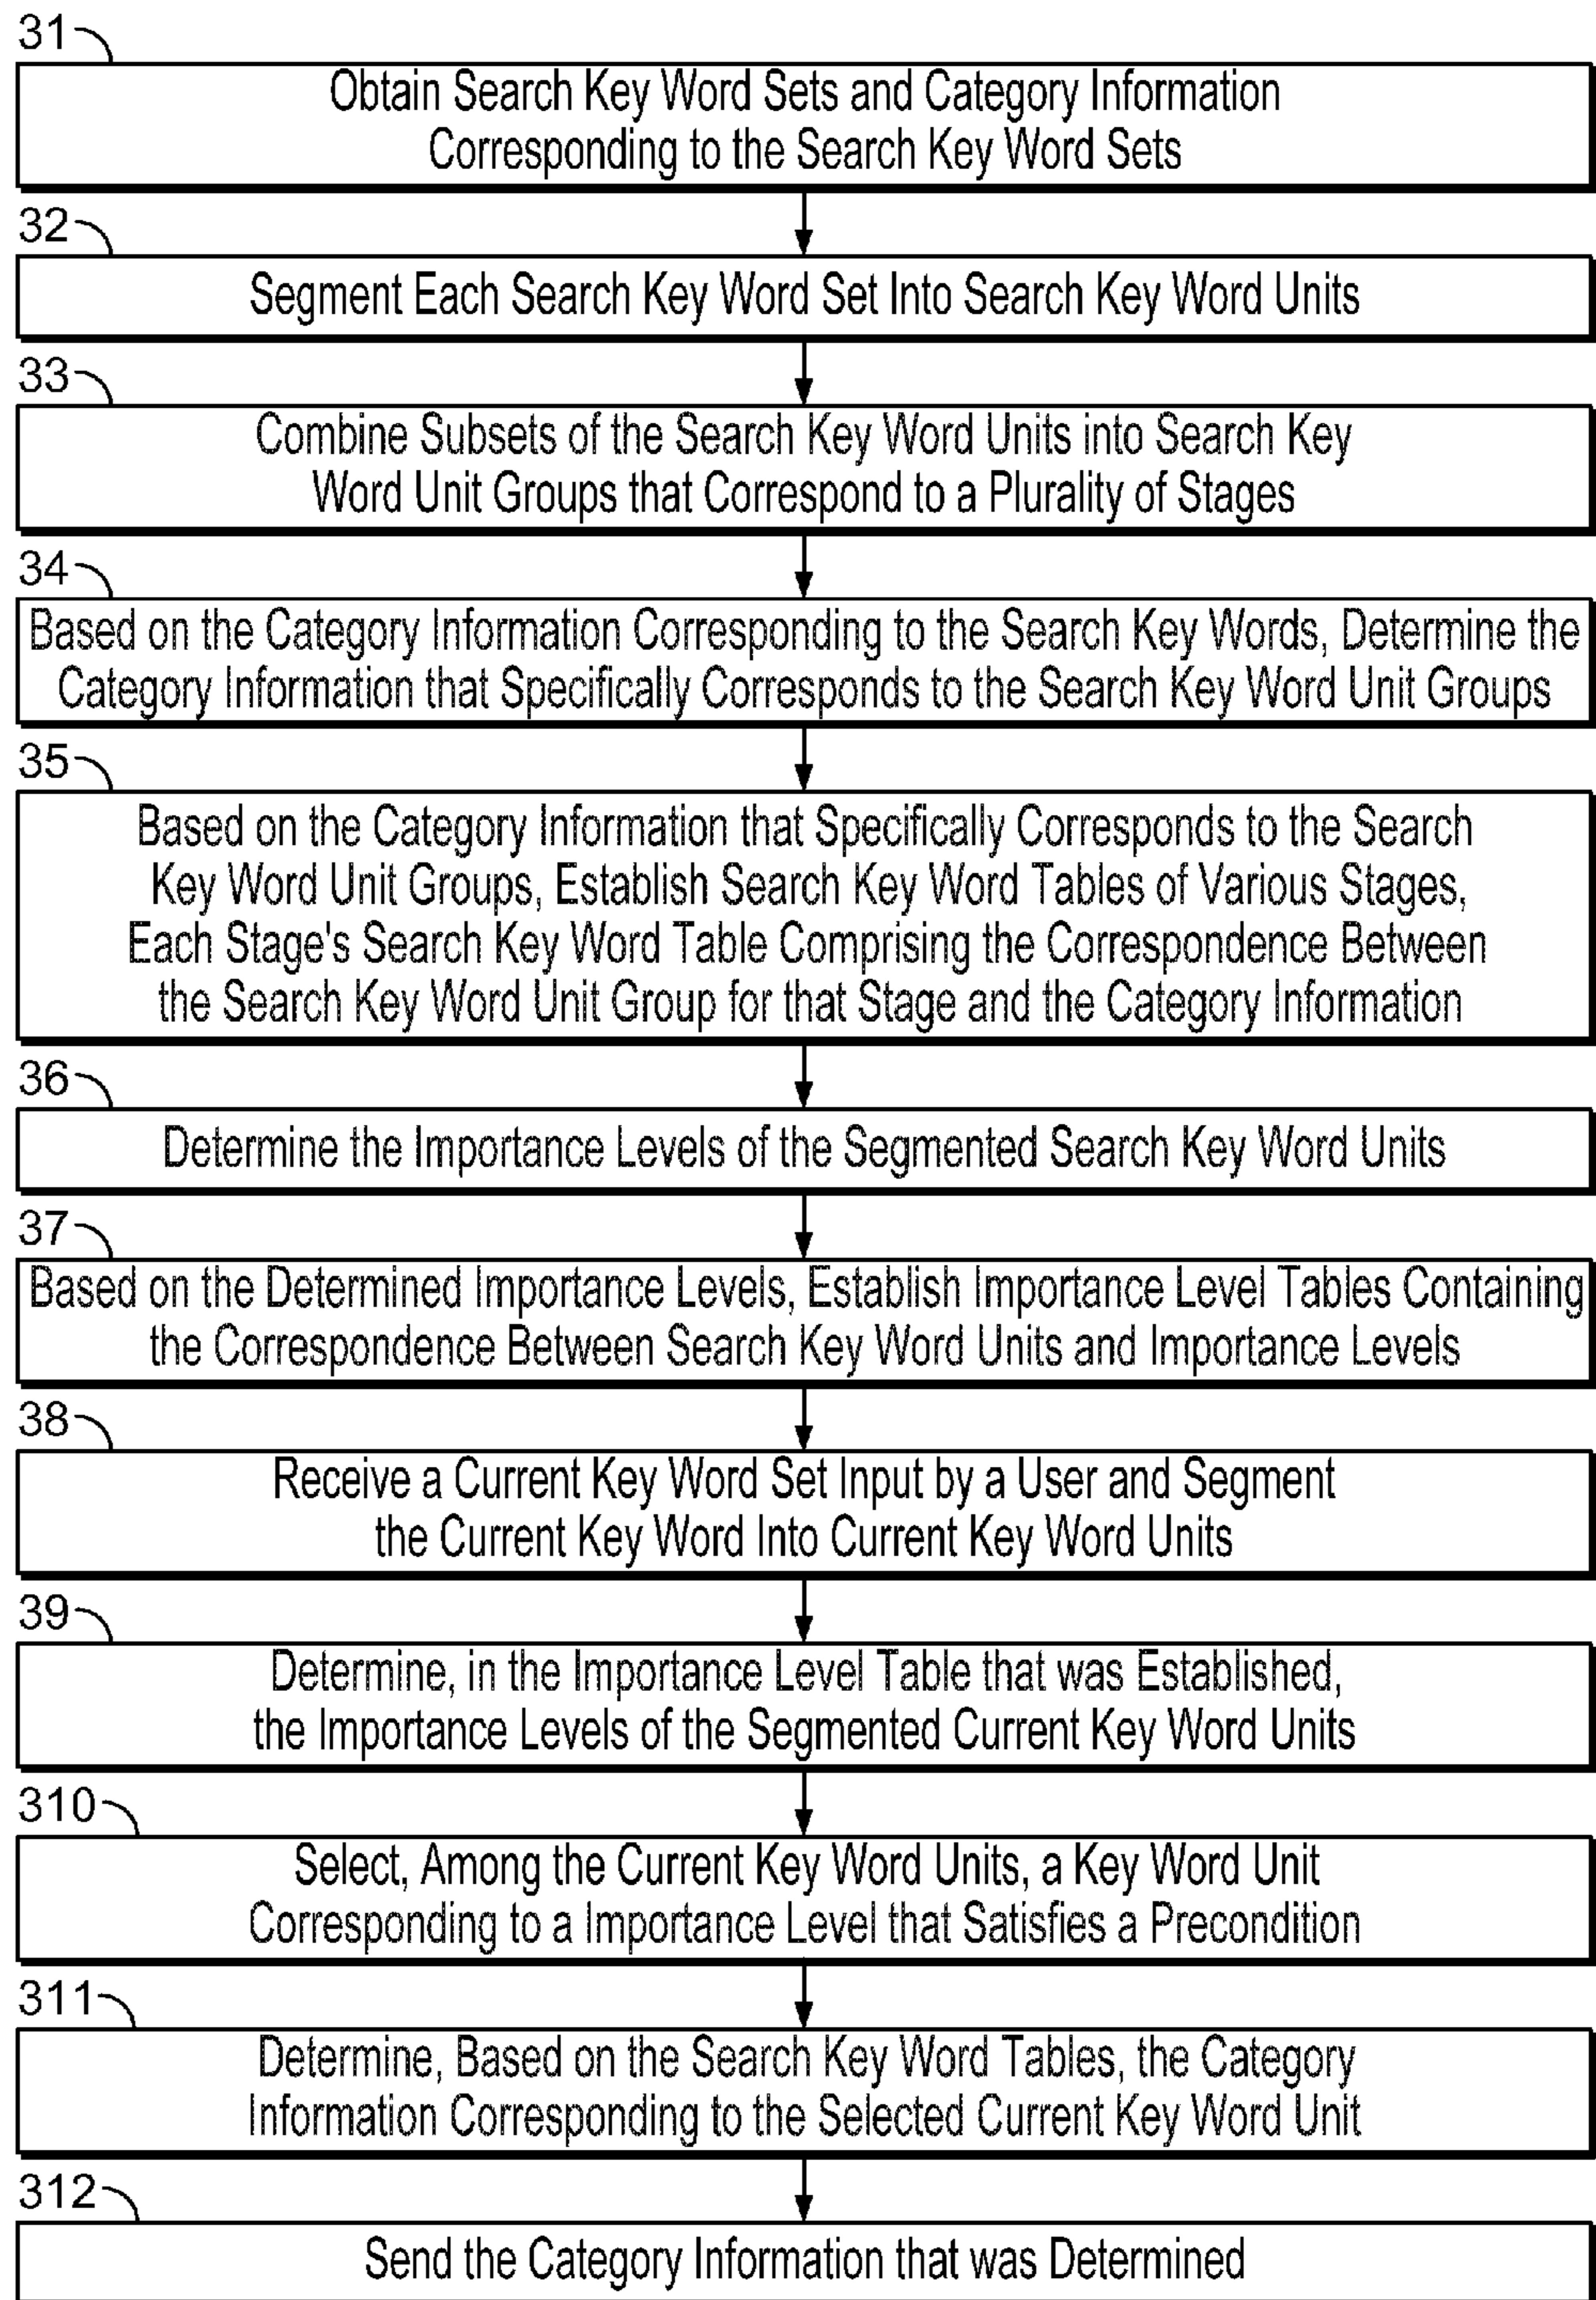 31
Obtain Search Key Word Sets and Category Information
Corresponding to the Search Key Word Sets
32
Segment Each Search Key Word Set Into Search Key Word Units
33
Combine Subsets of the Search Key Word Units into Search Key
Word Unit Groups that Correspond to a Plurality of Stages
34
Based on the Category Information Corresponding to the Search Key Words, Determine the
Category Information that Specifically Corresponds to the Search Key Word Unit Groups
35
Based on the Category Information that Specifically Corresponds to the Search
Key Word Unit Groups, Establish Search Key Word Tables of Various Stages,
Each Stage's Search Key Word Table Comprising the Correspondence Between
the Search Key Word Unit Group for that Stage and the Category Information
36
Determine the Importance Levels of the Segmented Search Key Word Units
37
Based on the Determined Importance Levels, Establish Importance Level Tables Containing
the Correspondence Between Search Key Word Units and Importance Levels
38
Receive a Current Key Word Set Input by a User and Segment
the Current Key Word Into Current Key Word Units
39
Determine, in the Importance Level Table that was Established,
the Importance Levels of the Segmented Current Key Word Units
310
Select, Among the Current Key Word Units, a Key Word Unit
Corresponding to a Importance Level that Satisfies a Precondition
311
Determine, Based on the Search Key Word Tables, the Category
Information Corresponding to the Selected Current Key Word Unit
312
Send the Category Information that was Determined